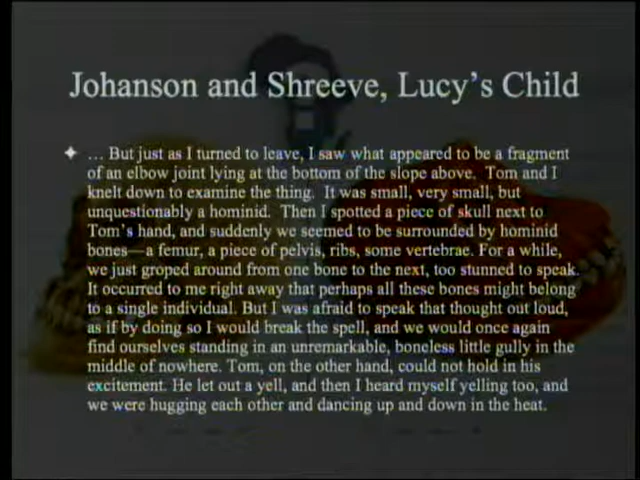 Johanson and Shreeve, Lucy's Child
… But just as I turned to leave, I saw what appeared to be a fragment
of an elbow joint lying at the bottom of the slope above. Tom and I
knelt down to examine the thing. It was small, very small, but
unquestionably a hominid. Then I spotted a piece of skull next to
Tom's hand, and suddenly we seemed to be surrounded by hominid
bones—a femur, a piece of pelvis, ribs, some vertebrae. For a while,
we just groped around from one bone to the next, too stunned to speak.
It occurred to me right away that perhaps all these bones might belong
to a single individual. But I was afraid to speak that thought out loud,
as if by doing so I would break the spell, and we would once again
find ourselves standing in an unremarkable, boneless little gully in the
middle of nowhere. Tom, on the other hand, could not hold in his
excitement. He let out a yell, and then I heard myself yelling too, and
we were hugging each other and dancing up and down in the heat.